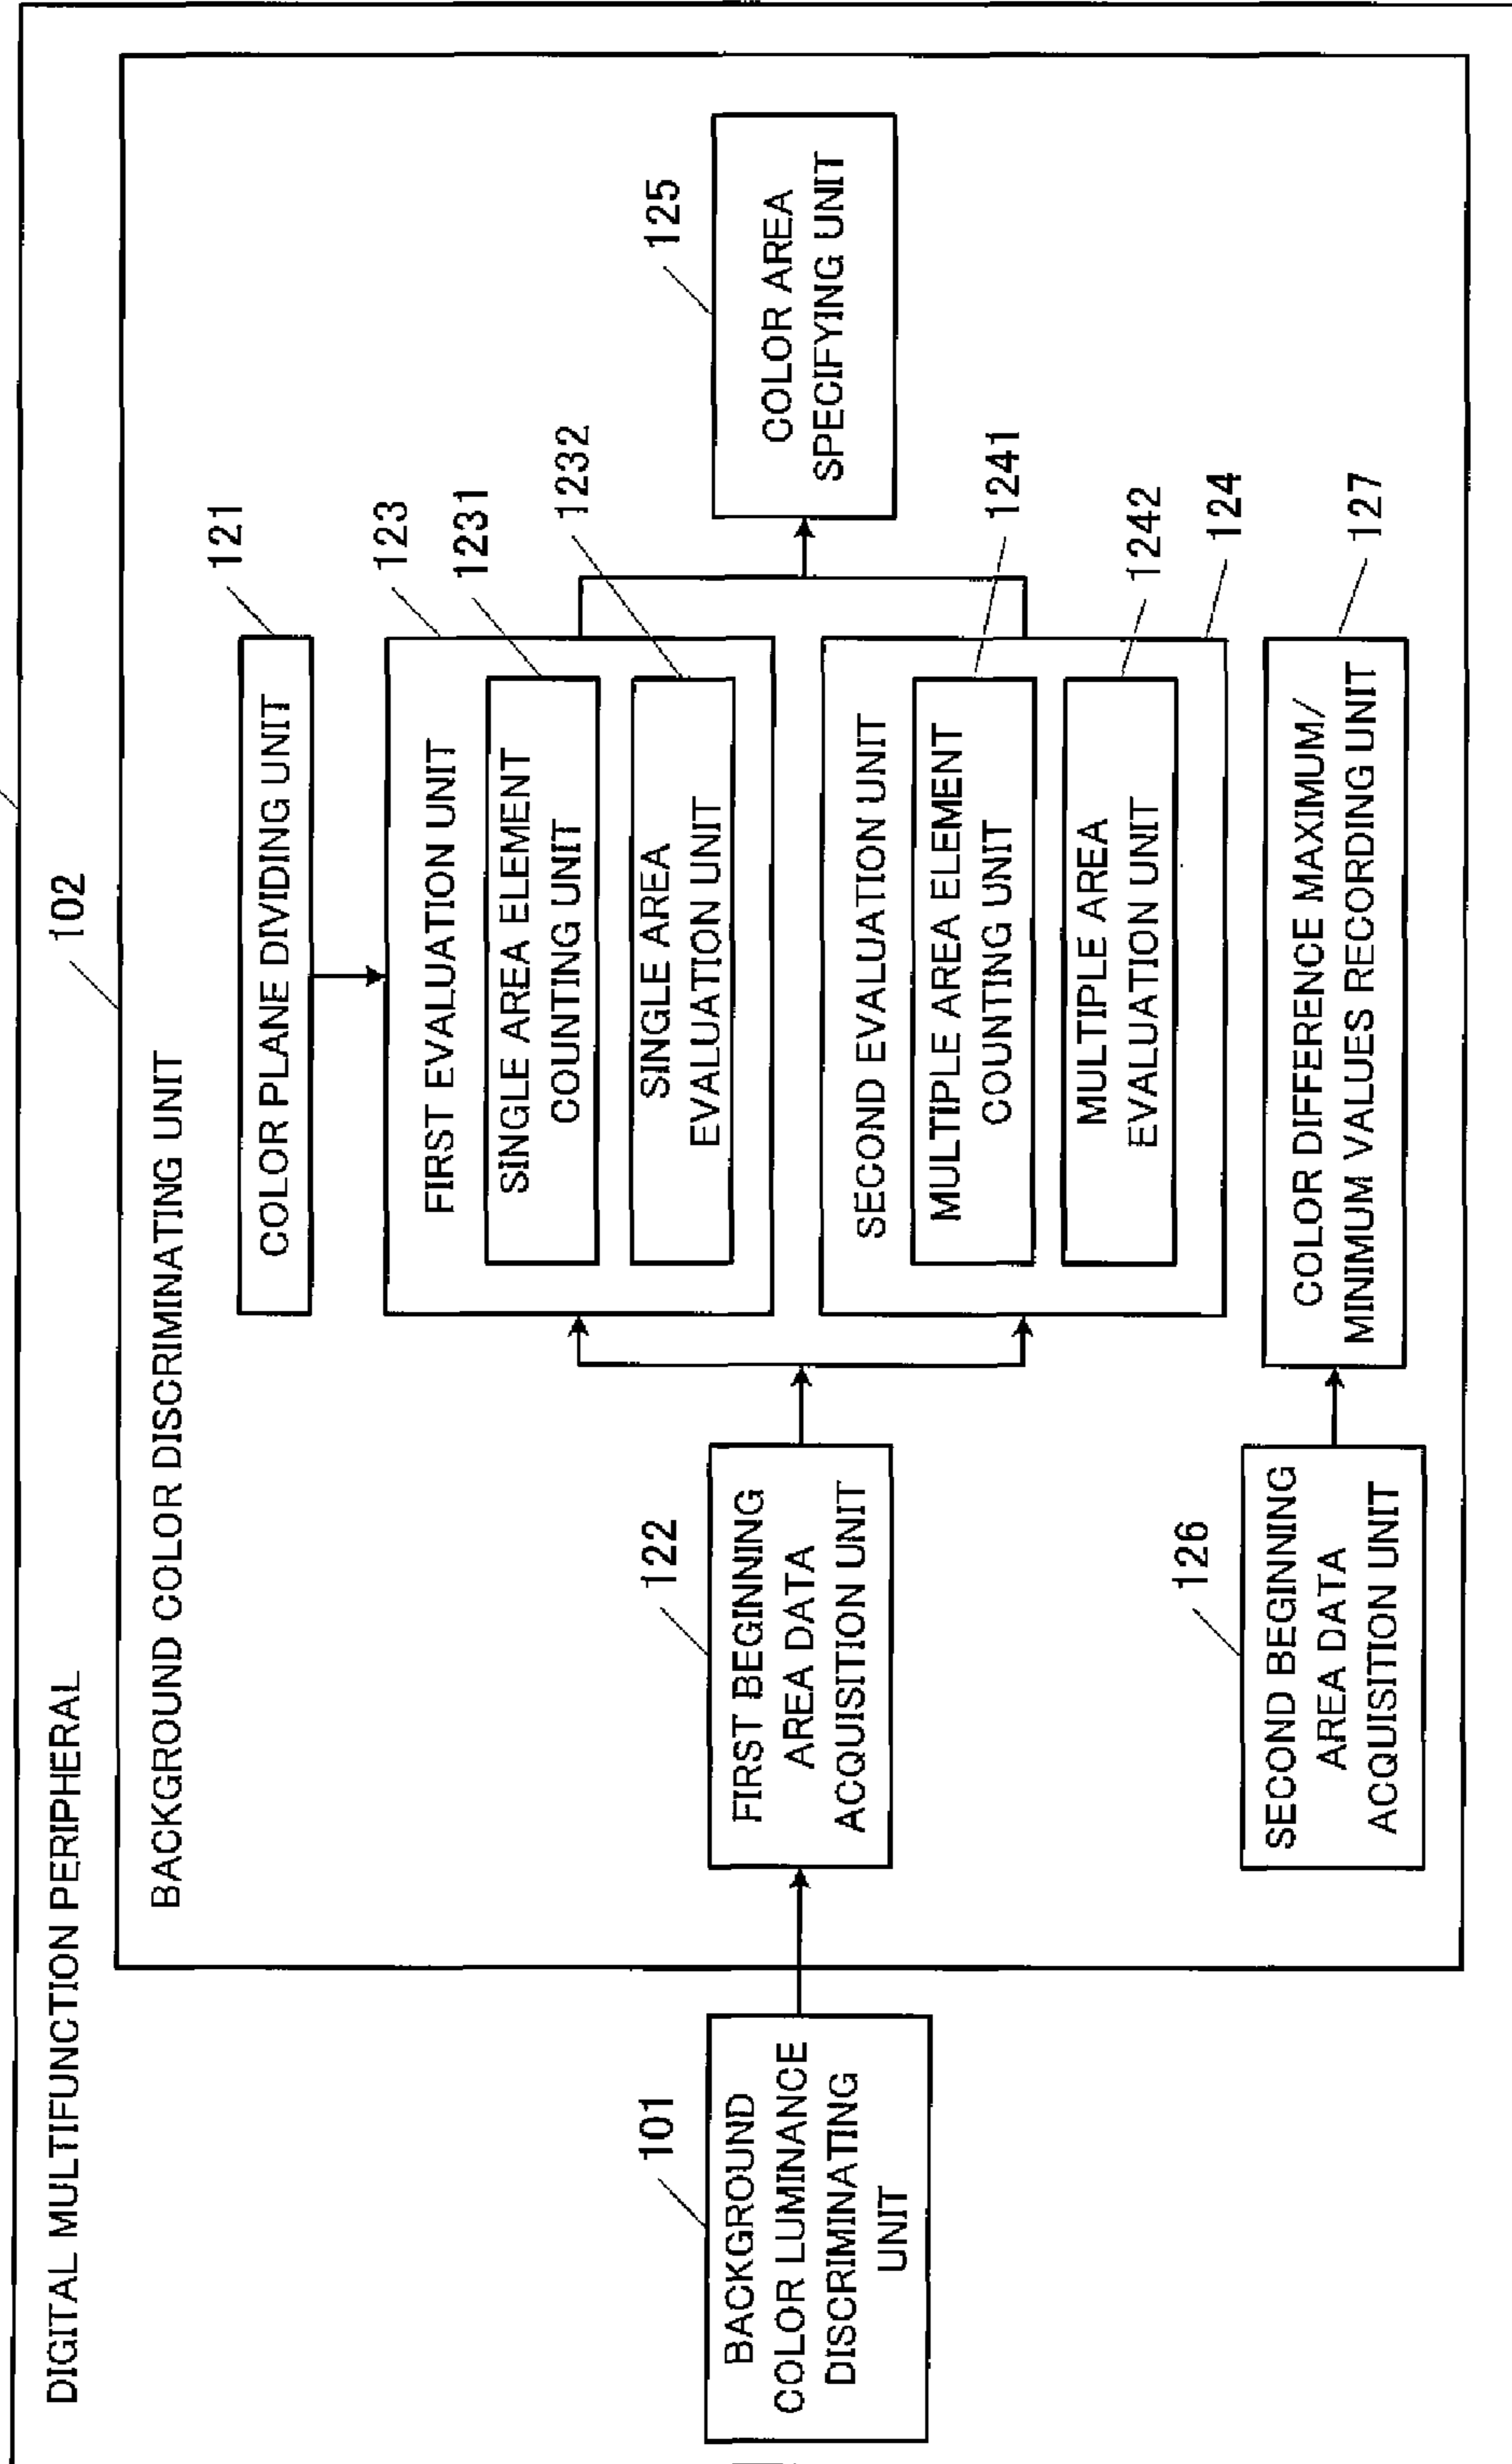 DIGITAL MULTIFUNCTION PERIPHERAL
102
BACKGROUND COLOR DISCRIMINATING UNIT
121
COLOR PLANE DIVIDING UNIT
123
FIRST EVALUATION UNIT
1231
SINGLE AREA ELEMENT
COUNTING UNIT
1232
SINGLE AREA
EVALUATION UNIT
101
BACKGROUND
COLOR LUMINANCE
DISCRIMINATING
UNIT
122
FIRST BEGINNING
AREA DATA
ACQUISITION UNIT
125
COLOR AREA
SPECIFYING UNIT
SECOND EVALUATION UNIT
1241
MULTIPLE AREA ELEMENT
COUNTING UNIT
1242
MULTIPLE AREA
EVALUATION UNIT
124
126
SECOND BEGINNING
AREA DATA
ACQUISITION UNIT
127
COLOR DIFFERENCE MAXIMUM/
MINIMUM VALUES RECORDING UNIT